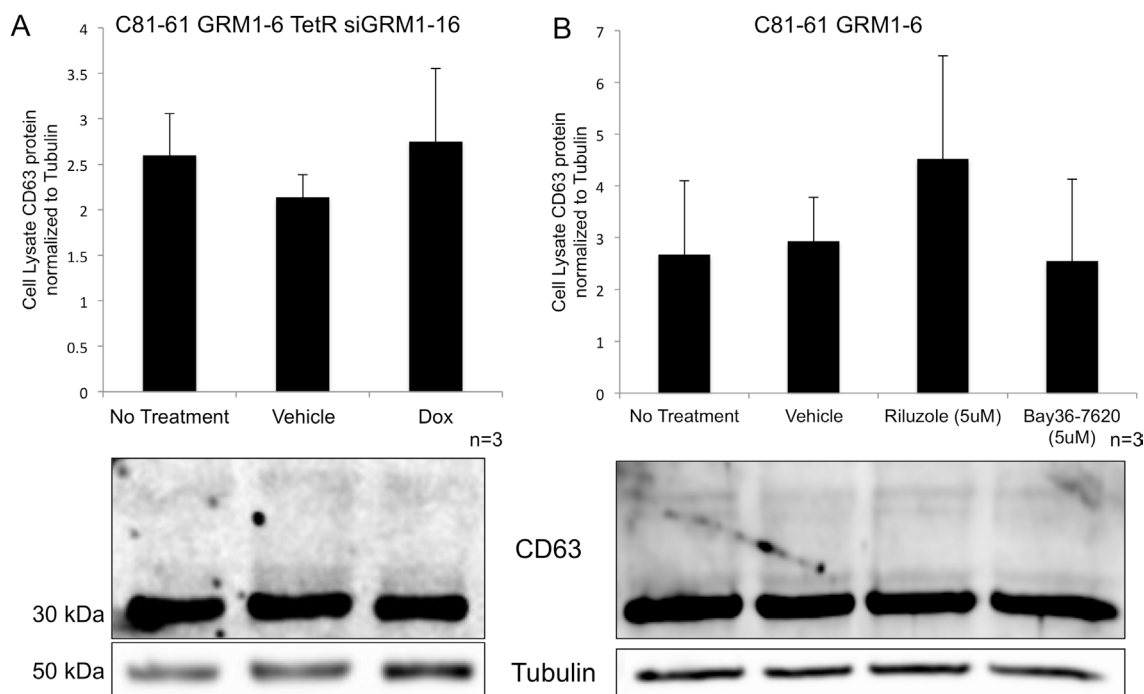 A
C81-61 GRM1-6 TetR siGRM1-16
Cell Lysate CD63 protein
normalized to Tubulin
4
3.5
3
2.5
2
1.5
1
0.5
0
No Treatment Vehicle Dox
n=3
B
C81-61 GRM1-6
Cell Lysate CD63 protein
normalized to Tubulin
7
6
5
4
3
2
1
0
No Treatment Vehicle Riluzole (5uM) Bay36-7620
(5uM) n=3
CD63
30 kDa
50 kDa
Tubulin